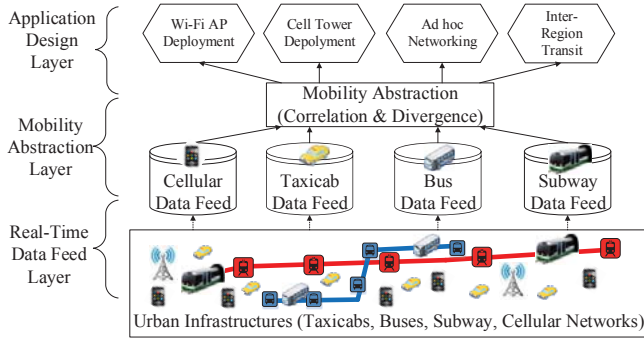 Application
Design
Layer
Wi-Fi AP
Deployment
Cell Tower
Depolyment
Ad hoc
Networking
Inter-
Region
Transit
Mobility
Abstraction
Layer
Mobility Abstraction
(Correlation & Divergence)
Cellular
Data Feed
Taxicab
Data Feed
Bus
Data Feed
Subway
Data Feed
Real-Time
Data Feed
Layer
Urban Infrastructures (Taxicabs, Buses, Subway, Cellular Networks)